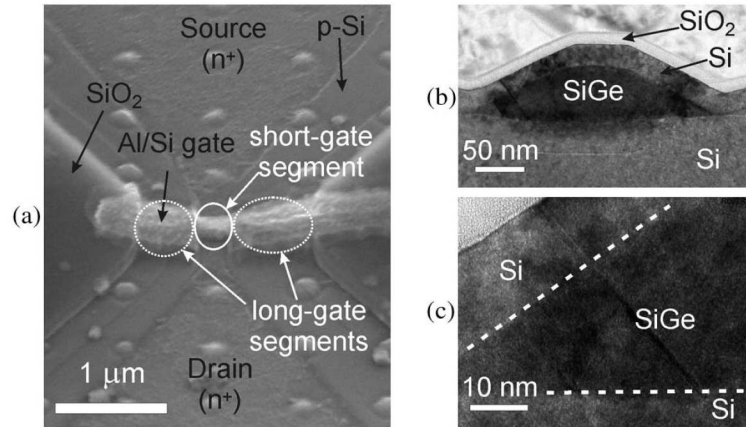 (a)
Source
(n⁺)
p-Si
SiO₂
Al/Si gate
short-gate
segment
long-gate
segments
Drain
(n⁺)
1 μm
(b)
SiO₂
Si
SiGe
50 nm
Si
(c)
Si
SiGe
10 nm
Si